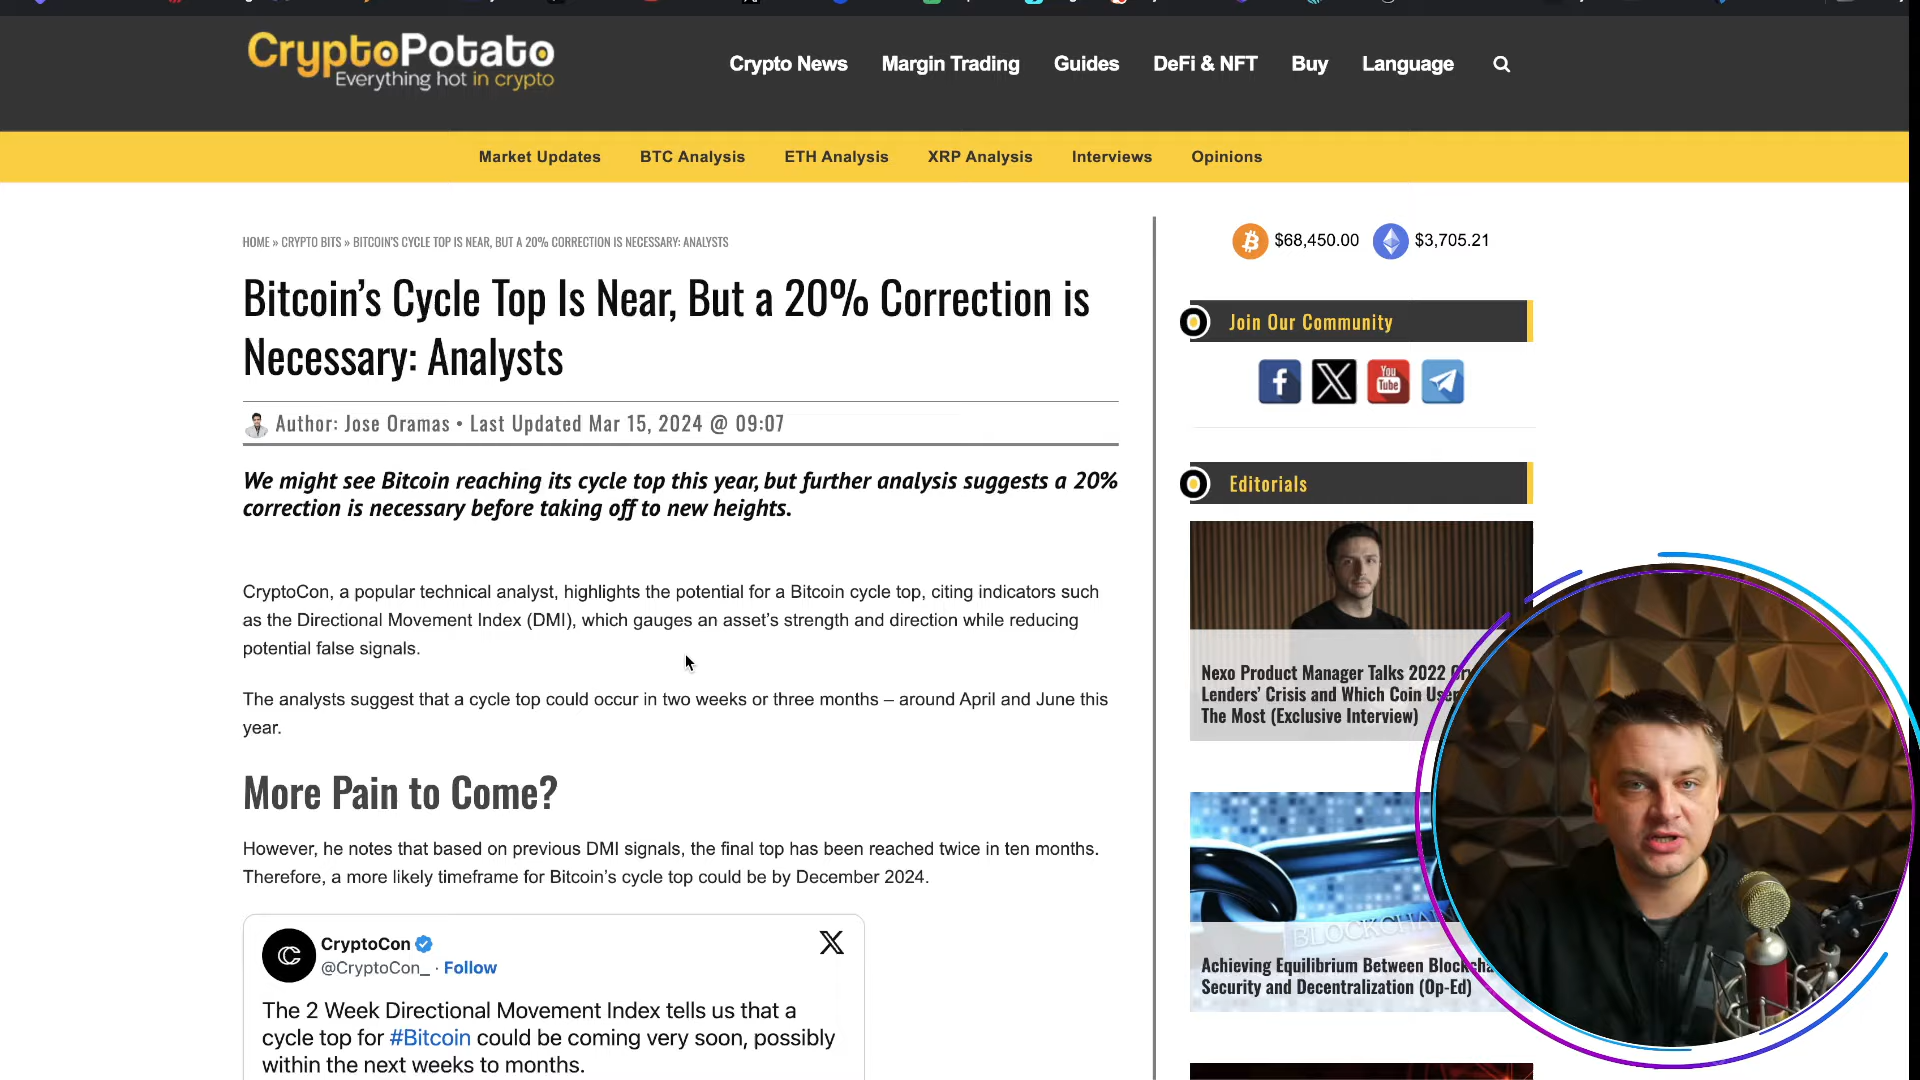 CryptoPotato
Everything hot in crypto
Crypto News Margin Trading Guides DeFi & NFT Buy Language
Market Updates BTC Analysis ETH Analysis XRP Analysis Interviews Opinions
HOME » CRYPTO BITS » BITCOIN'S CYCLE TOP IS NEAR, BUT A 20% CORRECTION IS NECESSARY: ANALYSTS
Bitcoin's Cycle Top Is Near, But a 20% Correction is
Necessary: Analysts
Author: Jose Oramas • Last Updated Mar 15, 2024 @ 09:07
We might see Bitcoin reaching its cycle top this year, but further analysis suggests a 20%
correction is necessary before taking off to new heights.
CryptoCon, a popular technical analyst, highlights the potential for a Bitcoin cycle top, citing indicators such
as the Directional Movement Index (DMI), which gauges an asset's strength and direction while reducing
potential false signals.
The analysts suggest that a cycle top could occur in two weeks or three months – around April and June this
year.
More Pain to Come?
However, he notes that based on previous DMI signals, the final top has been reached twice in ten months.
Therefore, a more likely timeframe for Bitcoin's cycle top could be by December 2024.
CryptoCon
@CryptoCon_ · Follow
The 2 Week Directional Movement Index tells us that a
cycle top for #Bitcoin could be coming very soon, possibly
within the next weeks to months.
$68,450.00 $3,705.21
Join Our Community
You
Tube
Editorials
Nexo Product Manager Talks 2022
Lenders' Crisis and Which Coin
The Most (Exclusive Interview)
BLOCKCHA
Achieving Equilibrium Between
Security and Decentralization (Op-Ed)